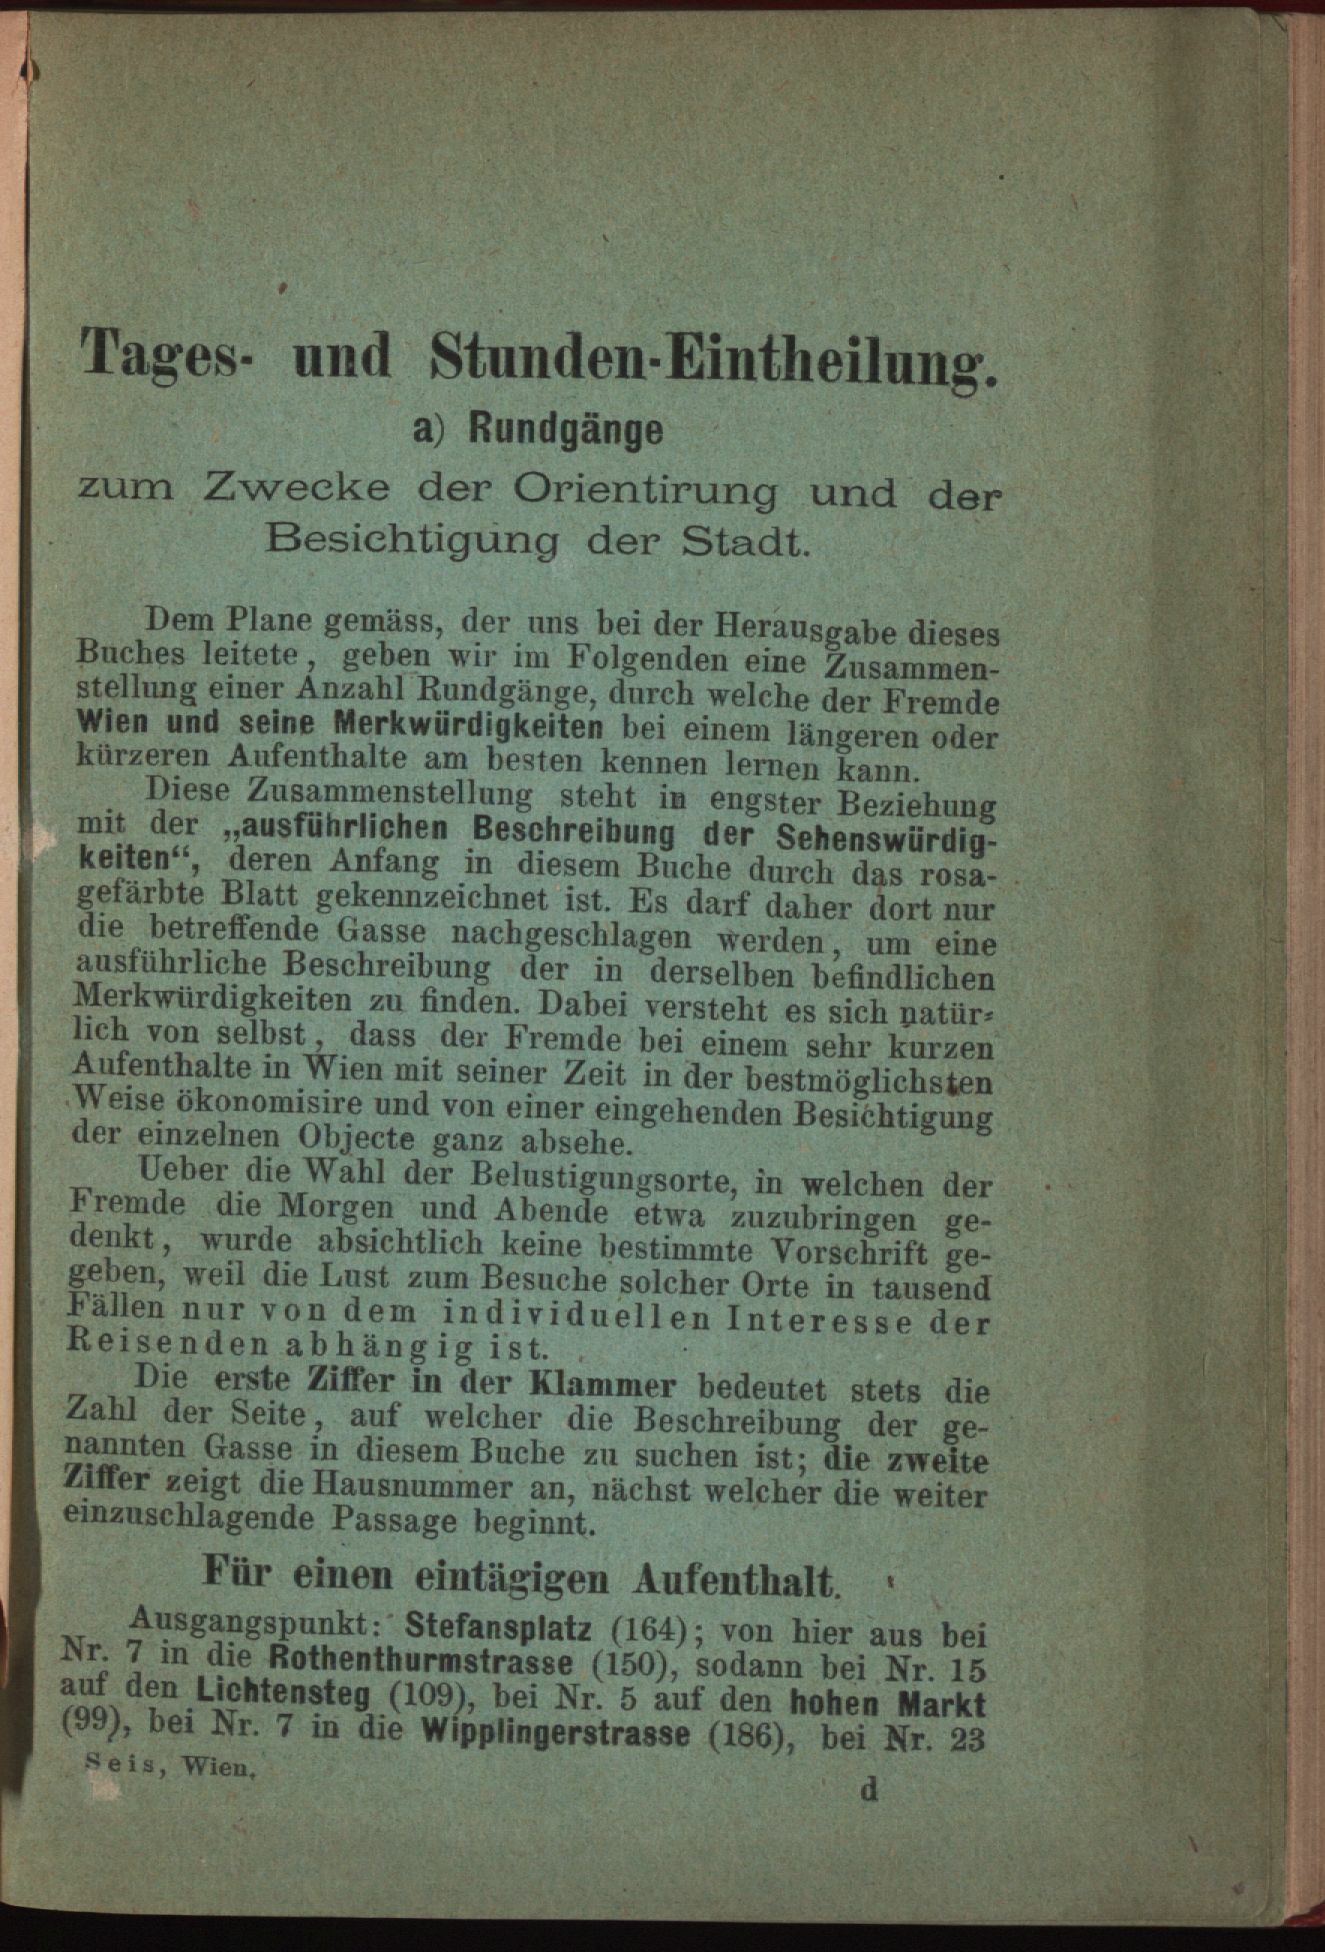 Tages- und Stunden-Eintheilung.
a) Rundgänge
zum Zwecke der Orientirung und der
Besichtigung der Stadt.
Dem Plane gemäss, der uns bei der Herausgabe dieses
Buches leitete, geben wir im Folgenden eine Zusammen-
stellung einer Anzahl Rundgänge, durch welche der Fremde
Wien und seine Merkwürdigkeiten bei einem längeren oder
kürzeren Aufenthalte am besten kennen lernen kann.
Diese Zusammenstellung steht in engster Beziehung
mit der „ausführlichen Beschreibung der Sehenswürdig-
keiten“, deren Anfang in diesem Buche durch das rosa-
gefärbte Blatt gekennzeichnet ist. Es darf daher dort nur
die betreffende Gasse nachgeschlagen werden, um eine
ausführliche Beschreibung der in derselben befindlichen
Merkwürdigkeiten zu finden. Dabei versteht es sich natür-
lich von selbst, dass der Fremde bei einem sehr kurzen
Aufenthalte in Wien mit seiner Zeit in der bestmöglichsten
Weise ökonomisire und von einer eingehenden Besichtigung
der einzelnen Objecte ganz absehe.
Ueber die Wahl der Belustigungsorte, in welchen der
Fremde die Morgen und Abende etwa zuzubringen ge-
denkt, wurde absichtlich keine bestimmte Vorschrift ge-
geben, weil die Lust zum Besuche solcher Orte in tausend
Fällen nur von dem individuellen Interesse der
Reisenden abhängig ist.
Die erste Ziffer in der Klammer bedeutet stets die
Zahl der Seite, auf welcher die Beschreibung der ge-
nannten Gasse in diesem Buche zu suchen ist; die zweite
Ziffer zeigt die Hausnummer an, nächst welcher die weiter
einzuschlagende Passage beginnt.
Für einen eintägigen Aufenthalt.
Ausgangspunkt: Stefansplatz (164); von hier aus bei
Nr. 7 in die Rothenthurmstrasse (150), sodann bei Nr. 15
auf den Lichtensteg (109), bei Nr. 5 auf den hohen Markt
(99), bei Nr. 7 in die Wipplingerstrasse (186), bei Nr. 23
Seis, Wien.
d